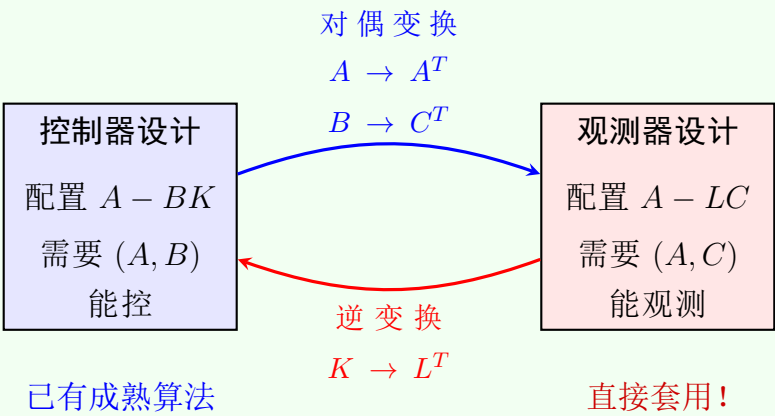 对偶变换
A → A^T
B → C^T
控制器设计
配置 A − BK
需要 (A, B)
能控
观测器设计
配置 A − LC
需要 (A, C)
能观测
逆变换
K → L^T
已有成熟算法
直接套用！